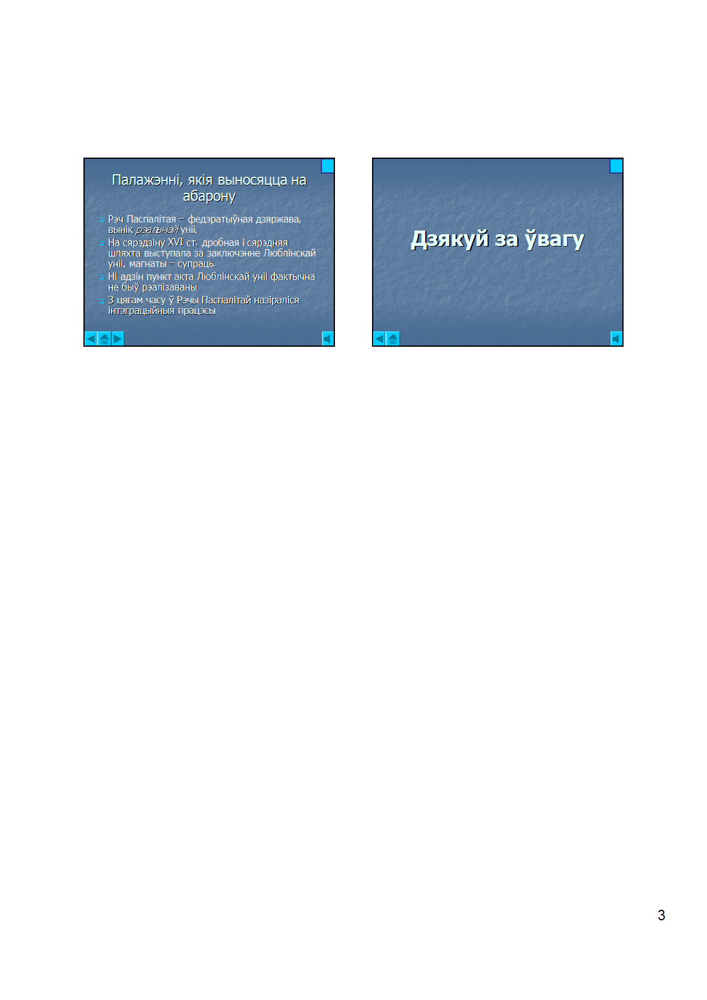 Палажэнні, якія выносяцца на
абарону
Рэч Паспалітая – федэратыўная дзяржава,
вынік рэальнай уніі.
На сярэдзіну XVI ст. дробная і сярэдняя
шляхта выступала за заключэнне Люблінскай
уніі, магнаты – супраць.
Ні адзін пункт акта Люблінскай уніі фактычна
не быў рэалізаваны
З цягам часу ў Рэчы Паспалітай назіраліся
інтэграцыйныя працэсы
Дзякуй за ўвагу
3